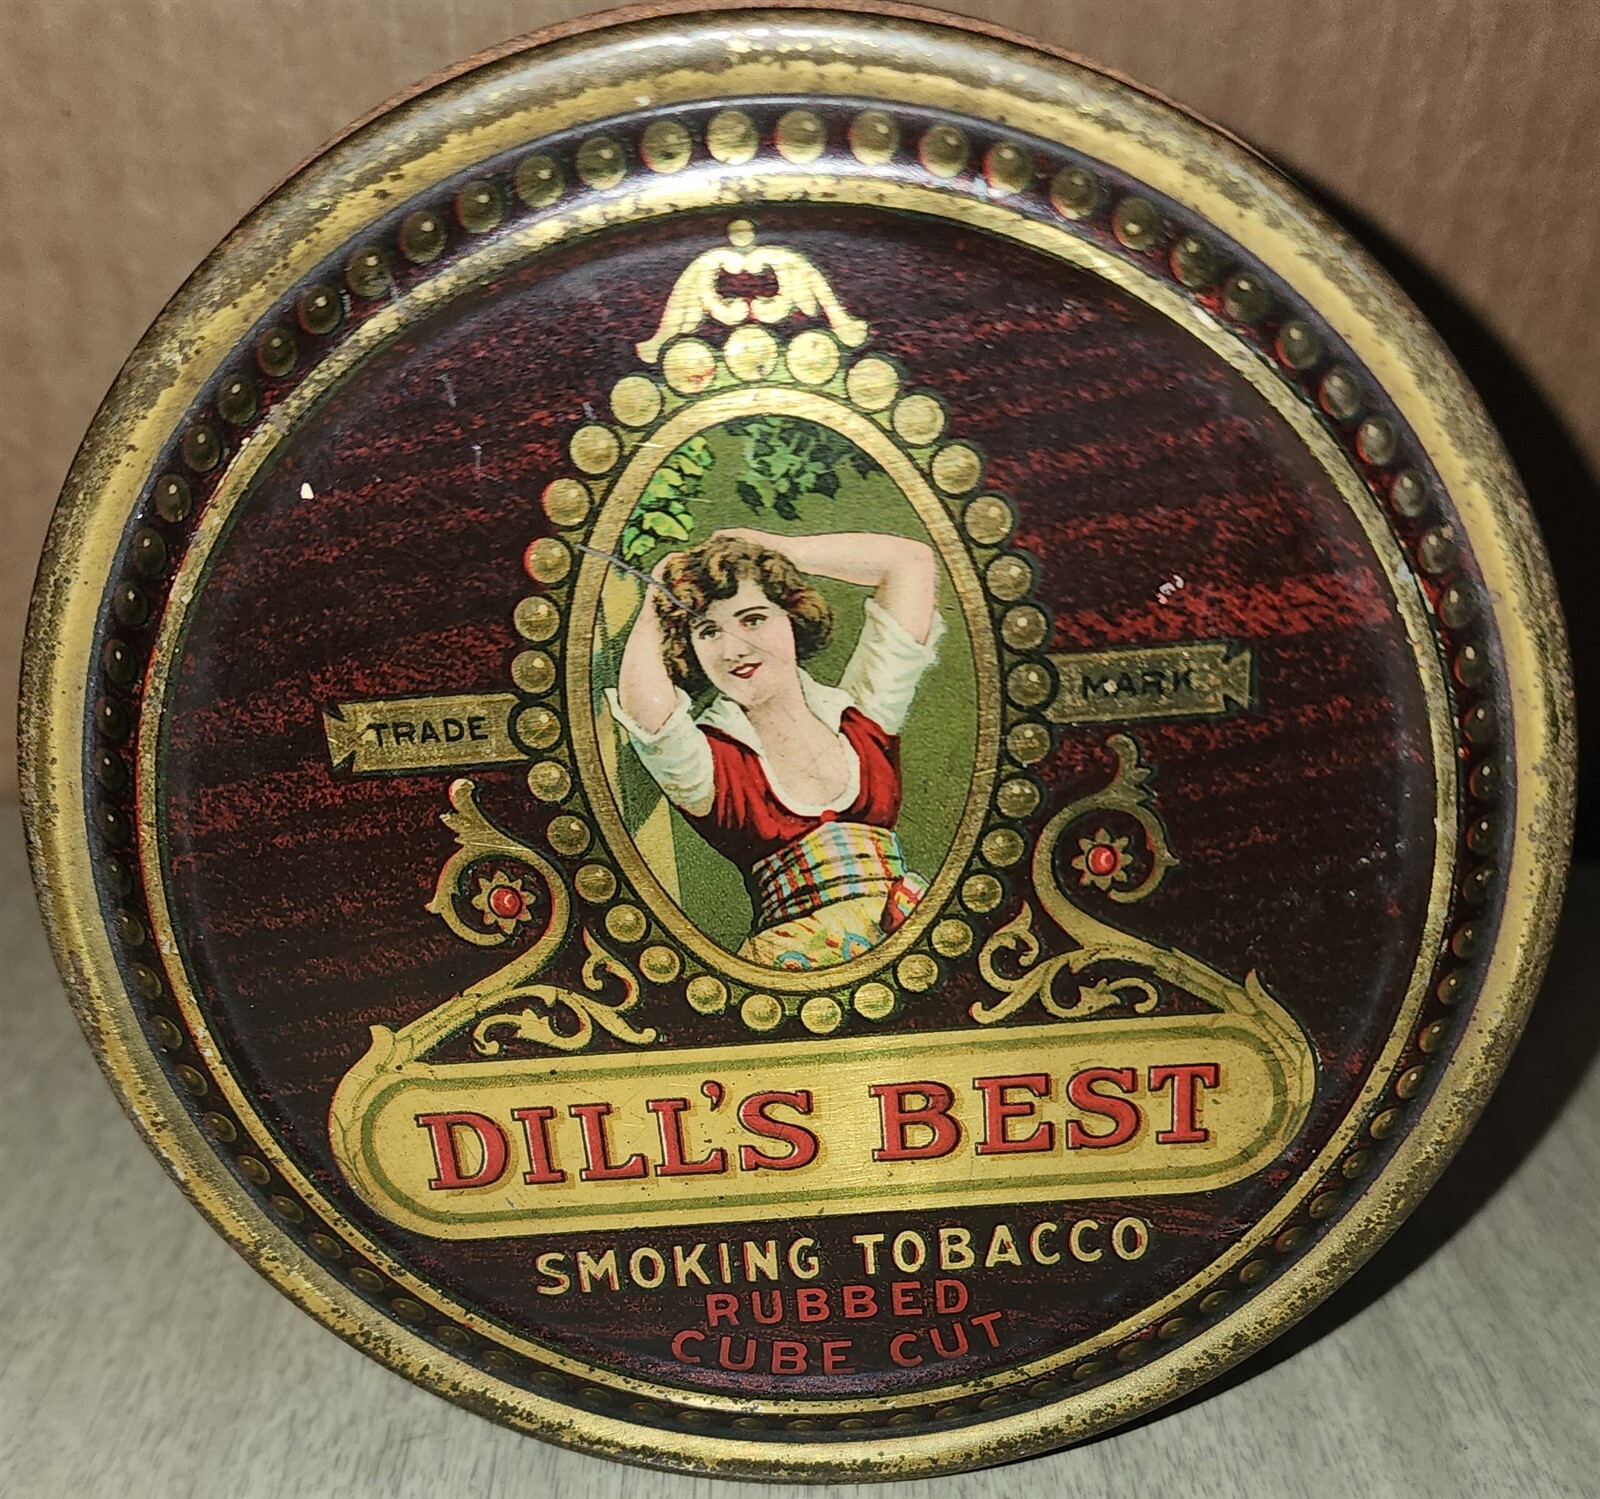 TRADE MARK
DILL'S BEST
SMOKING TOBACCO
RUBBED
CUBE CUT